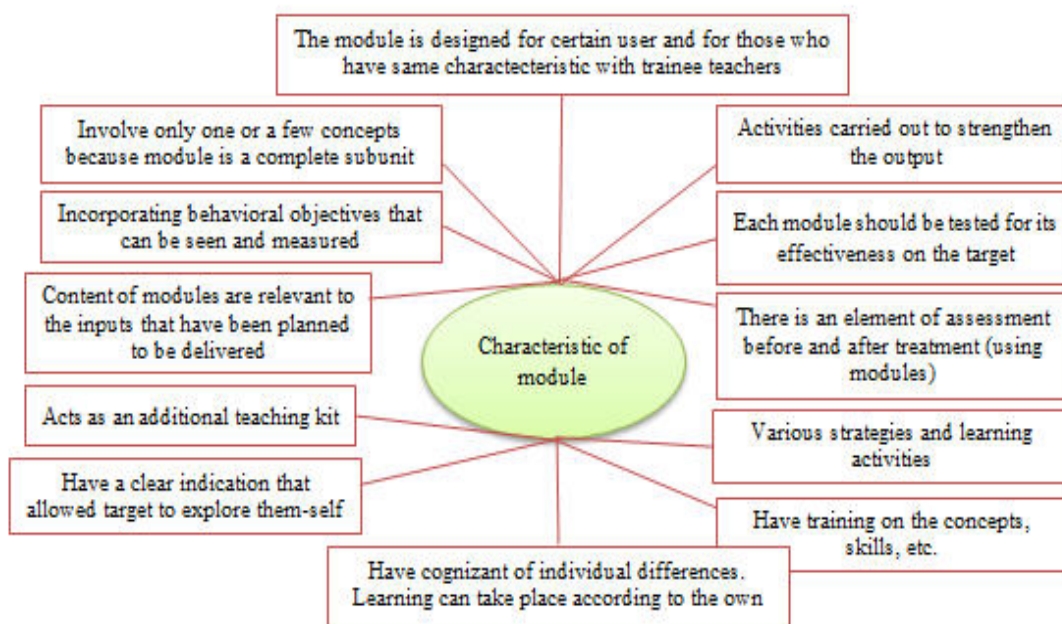 The module is designed for certain user and for those who
have same charactecteristic with trainee teachers
Involve only one or a few concepts
because module is a complete subunit
Activities carried out to strengthen
the output
Incorporating behavioral objectives that
can be seen and measured
Each module should be tested for its
effectiveness on the target
Content of modules are relevant to
the inputs that have been planned
to be delivered
There is an element of assessment
before and after treatment (using
modules)
Characteristic of
module
Acts as an additional teaching kit
Various strategies and learning
activities
Have a clear indication that
allowed target to explore them-self
Have training on the concepts,
skills, etc.
Have cognizant of individual differences.
Learning can take place according to the own